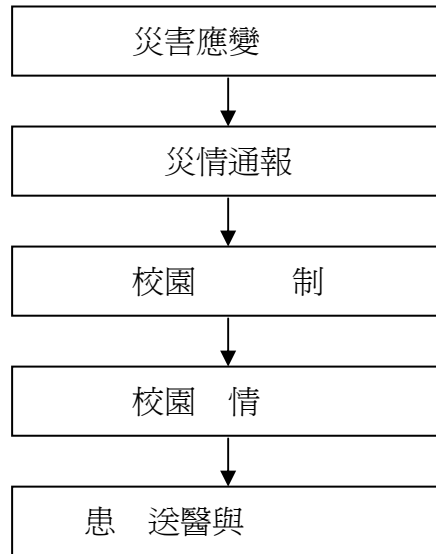 災害應變
災情通報
校園 制
校園 情
患 送醫與